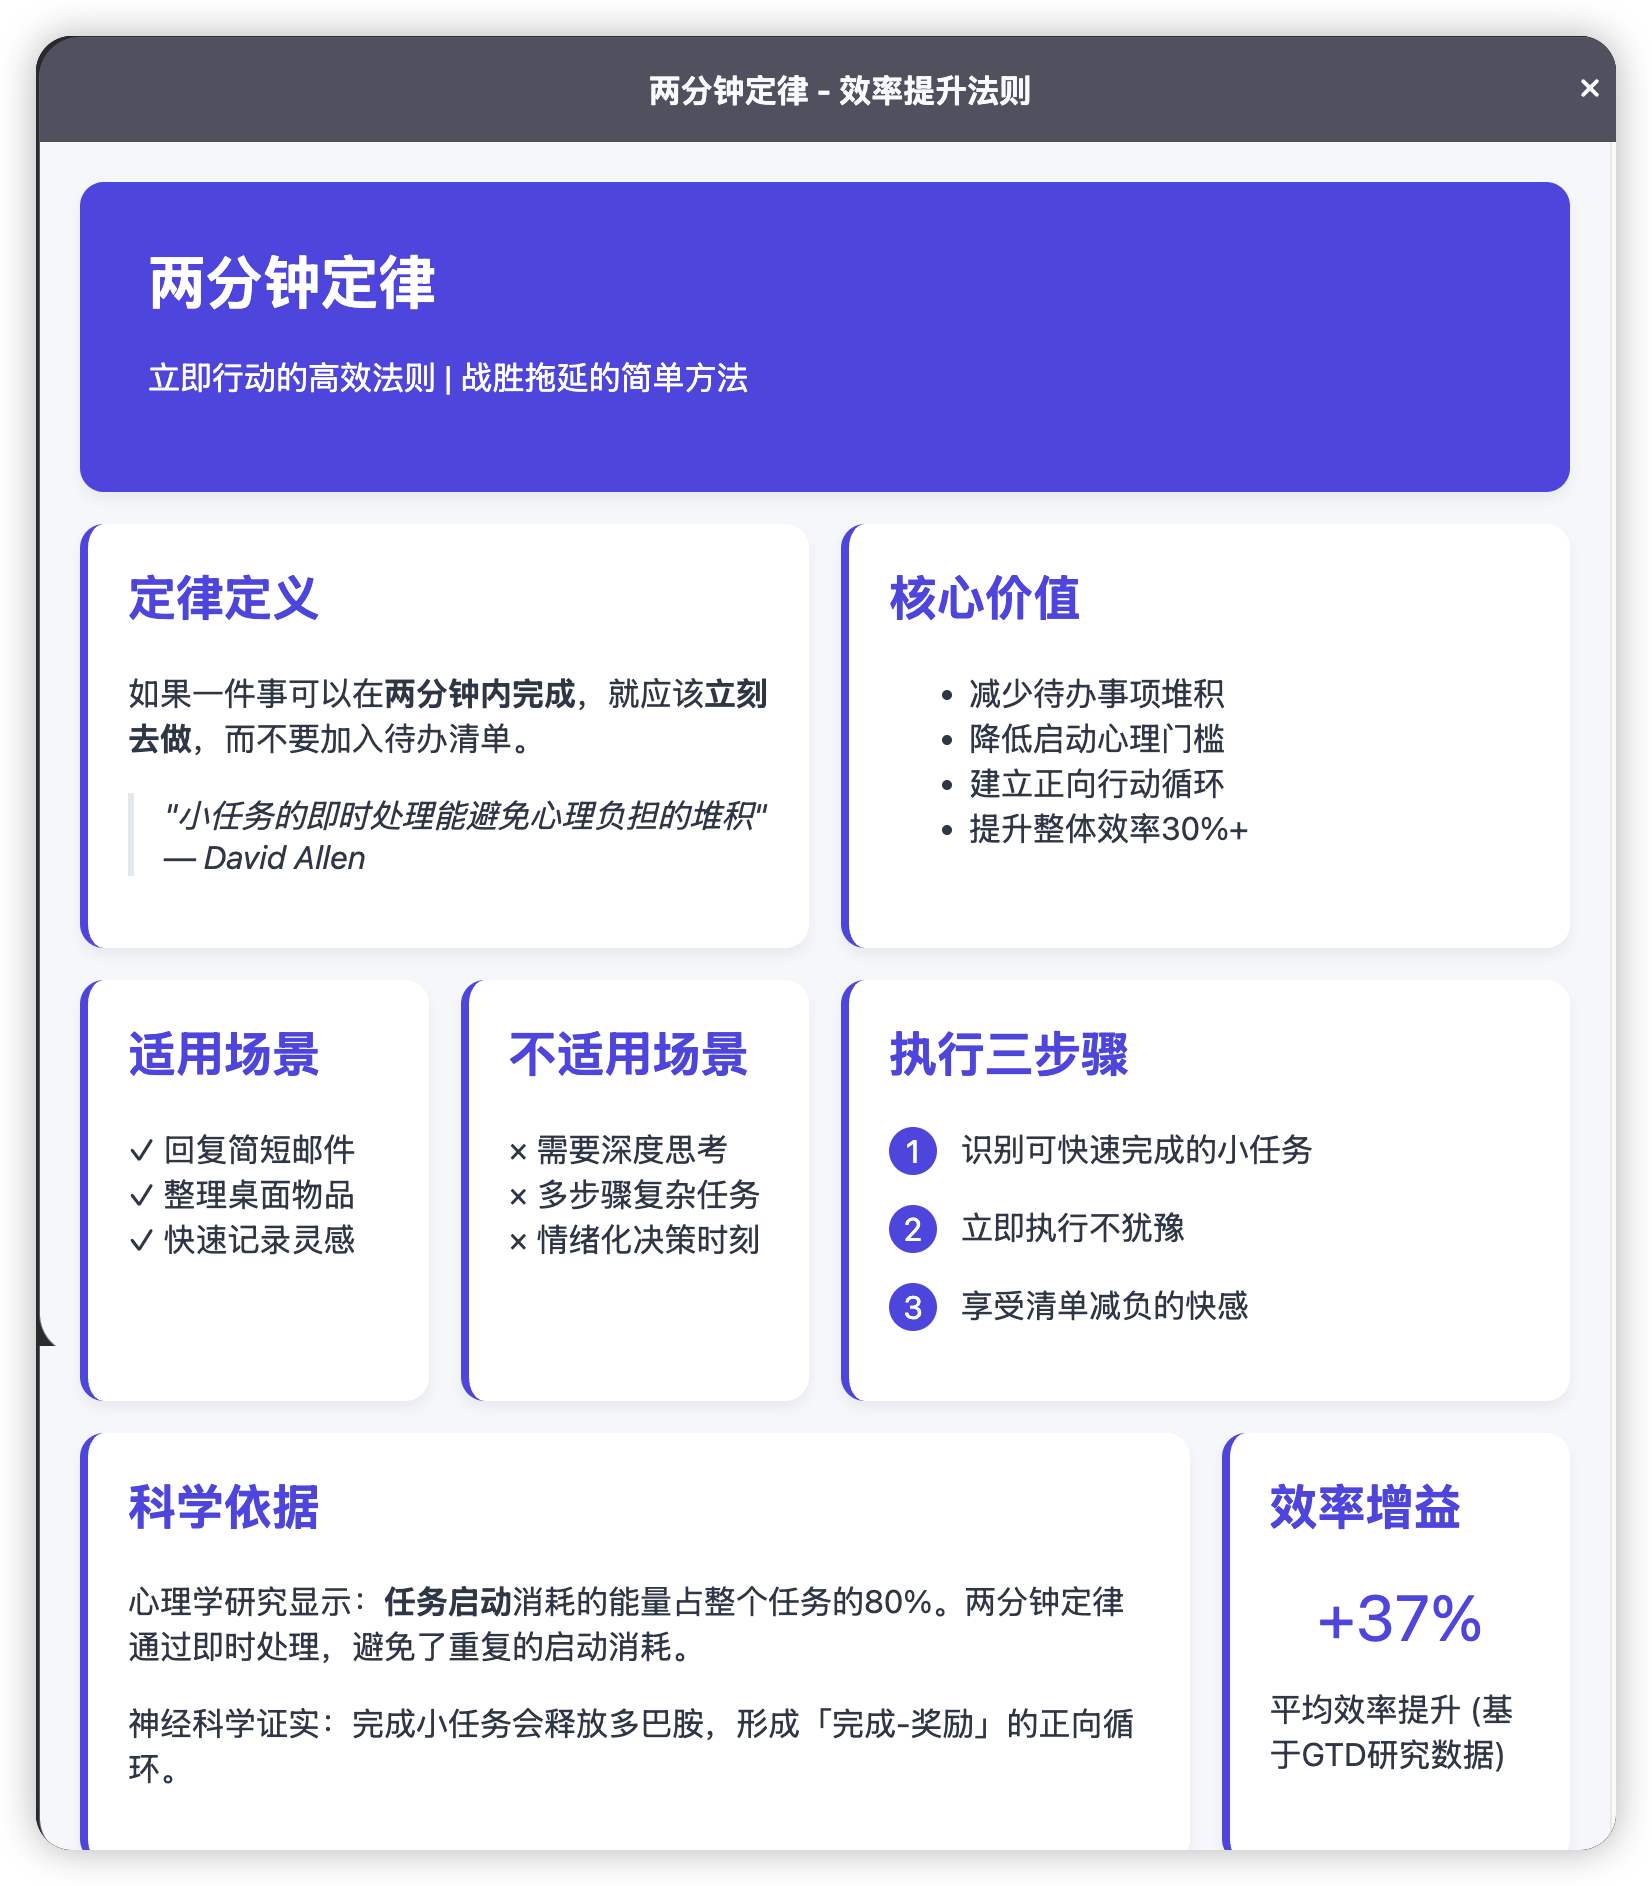 两分钟定律 - 效率提升法则
×
两分钟定律
立即行动的高效法则 | 战胜拖延的简单方法
定律定义
如果一件事可以在两分钟内完成，就应该立刻
去做，而不要加入待办清单。
"小任务的即时处理能避免心理负担的堆积"
— David Allen
核心价值
• 减少待办事项堆积
• 降低启动心理门槛
• 建立正向行动循环
• 提升整体效率30%+
适用场景
✓ 回复简短邮件
✓ 整理桌面物品
✓ 快速记录灵感
不适用场景
× 需要深度思考
× 多步骤复杂任务
× 情绪化决策时刻
执行三步骤
1 识别可快速完成的小任务
2 立即执行不犹豫
3 享受清单减负的快感
科学依据
心理学研究显示：任务启动消耗的能量占整个任务的80%。两分钟定律
通过即时处理，避免了重复的启动消耗。
神经科学证实：完成小任务会释放多巴胺，形成「完成-奖励」的正向循
环。
效率增益
+37%
平均效率提升 (基
于GTD研究数据)